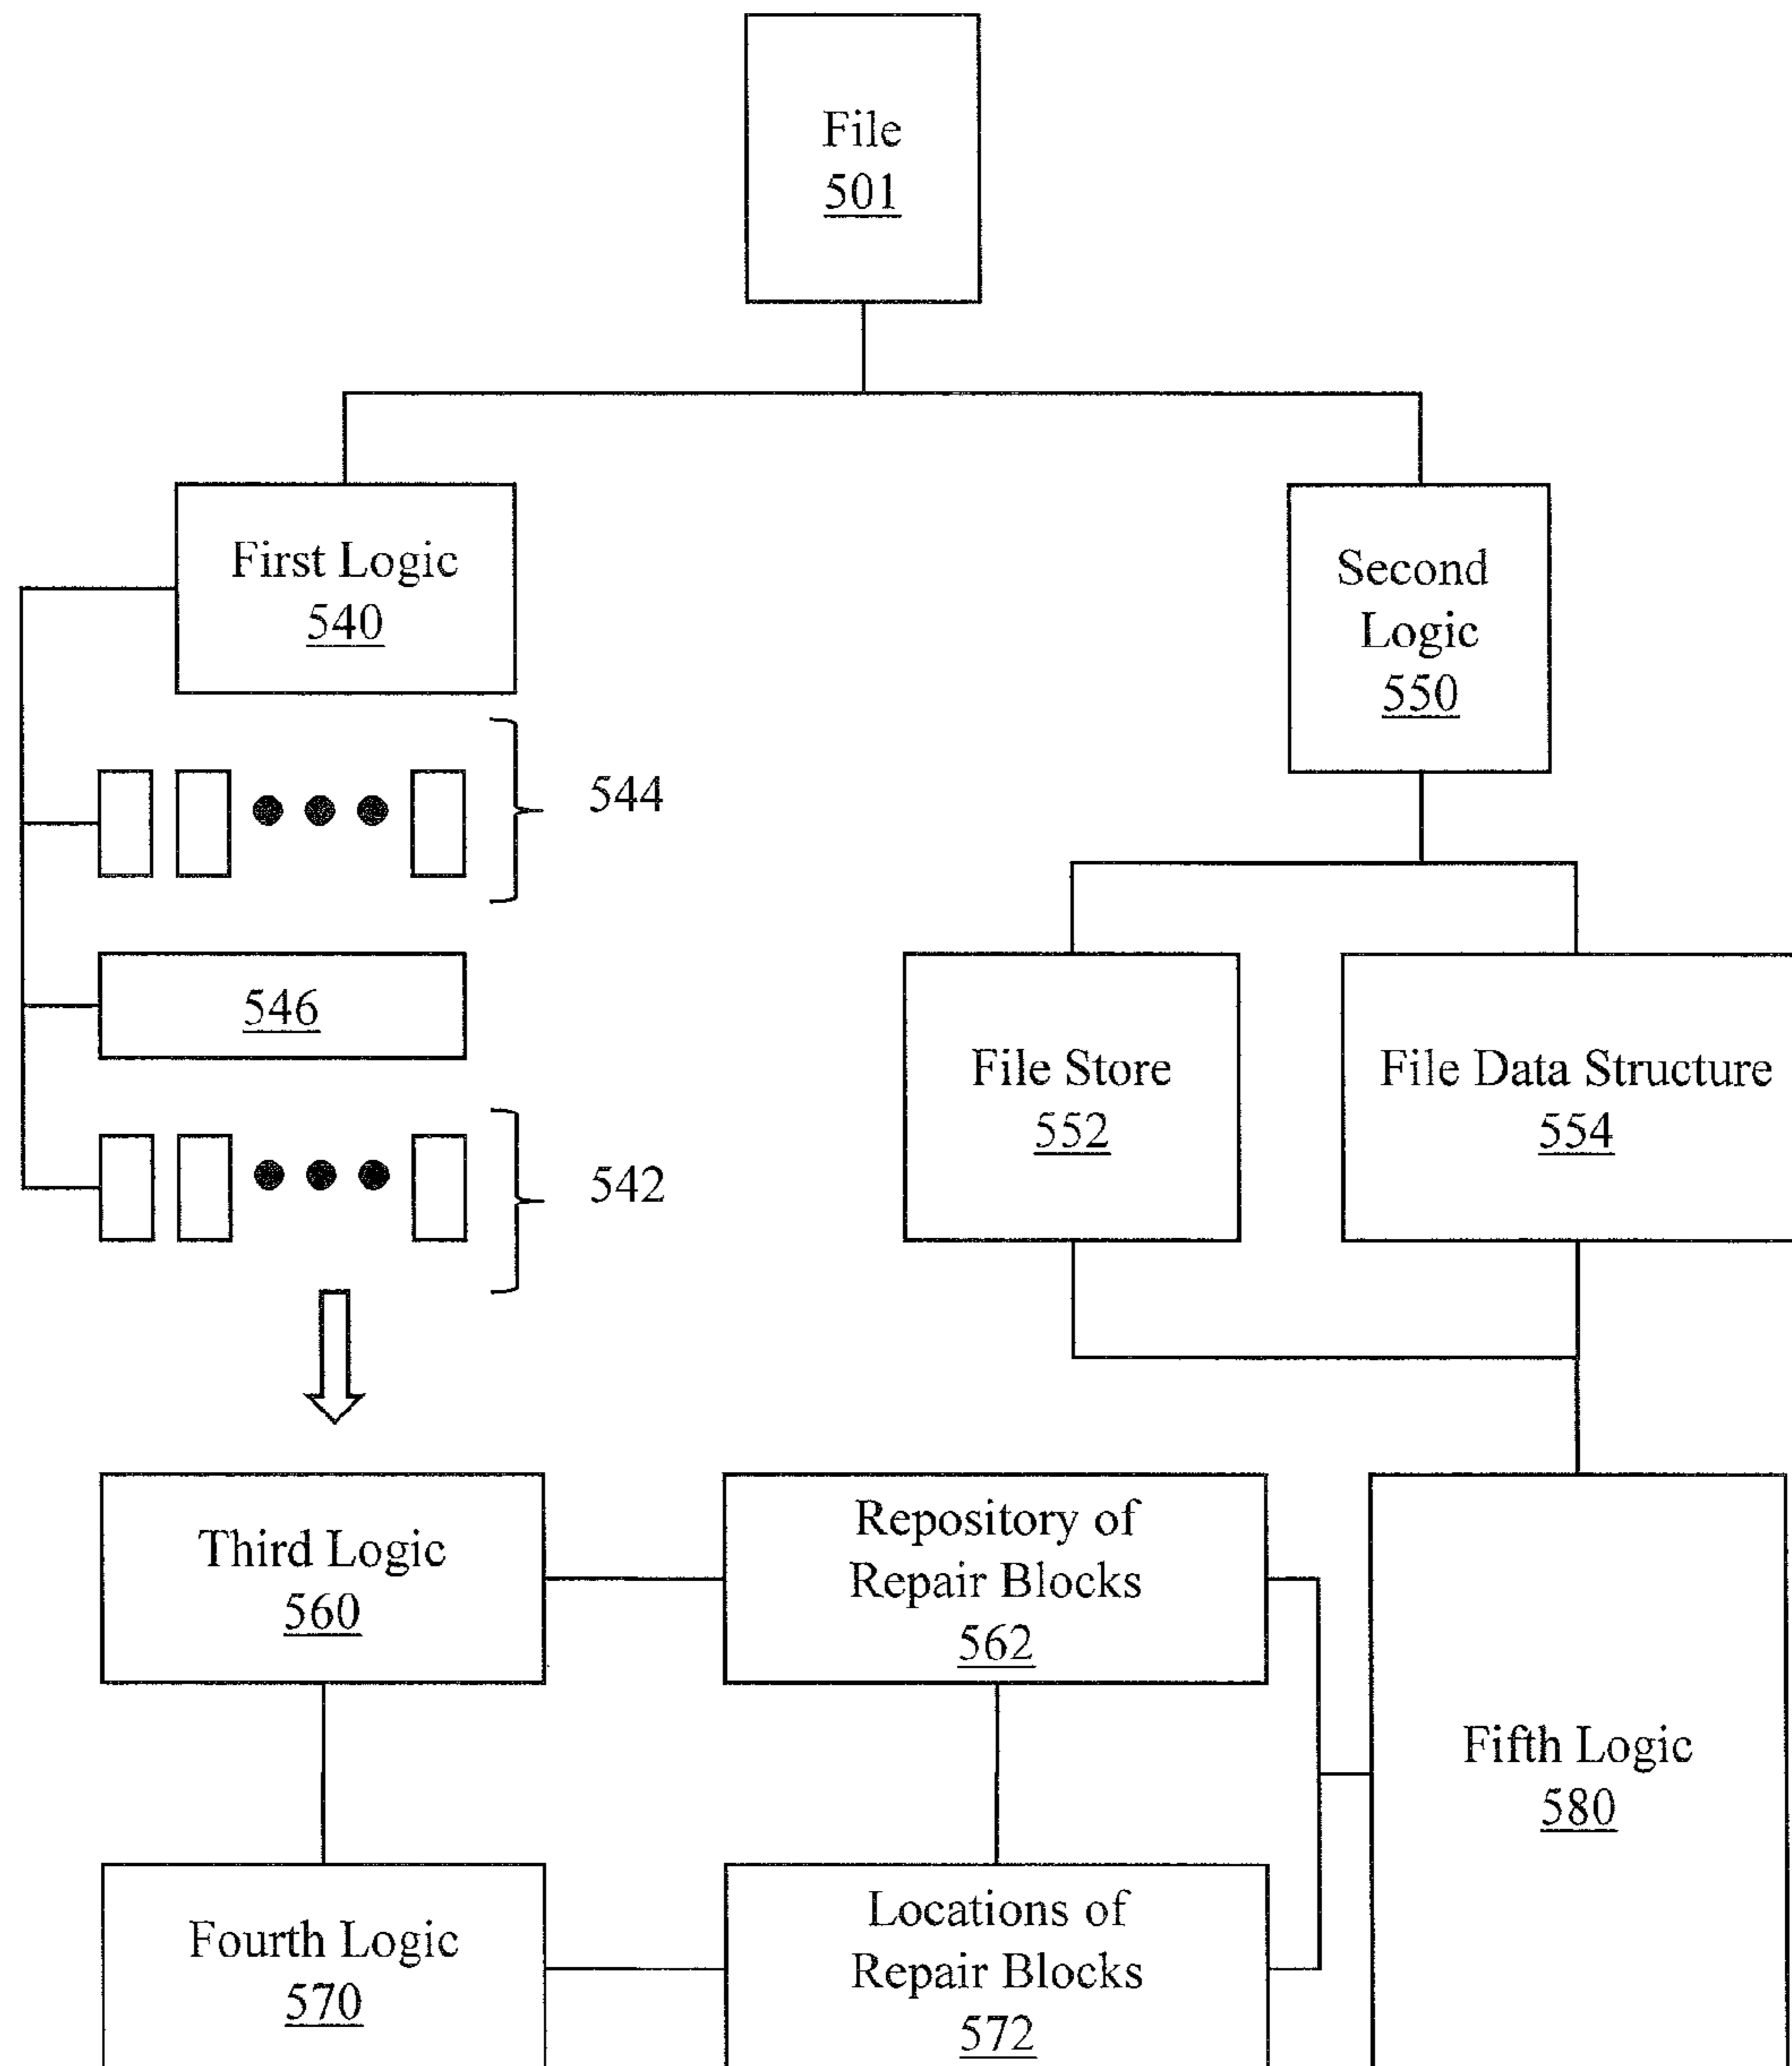 File
501
First Logic
540
Second
Logic
550
544
546
542
File Store
552
File Data Structure
554
Third Logic
560
Repository of
Repair Blocks
562
Fifth Logic
580
Fourth Logic
570
Locations of
Repair Blocks
572